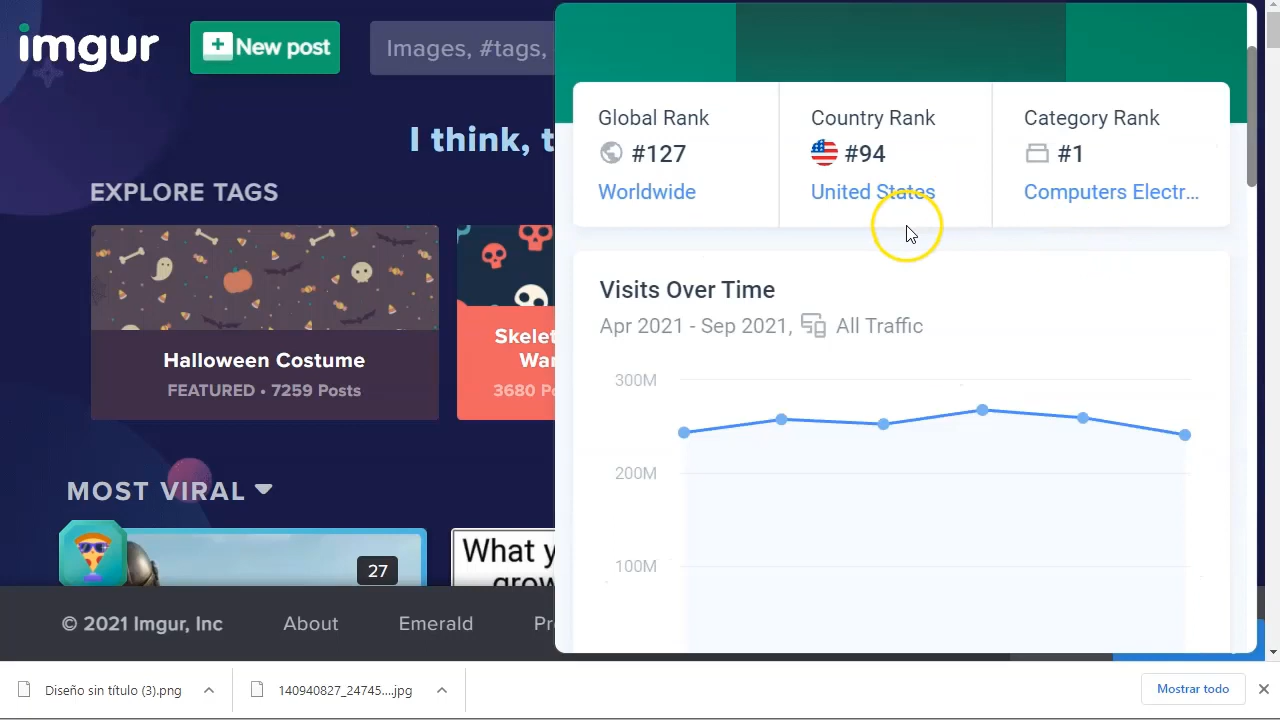 imgur
New post
Images, #tags,
I think, t
EXPLORE TAGS
Halloween Costume
FEATURED • 7259 Posts
Skelet
War
3680 P
MOST VIRAL
27
What y
grow
© 2021 Imgur, Inc
About
Emerald
Pr
Global Rank
#127
Worldwide
Country Rank
#94
United States
Category Rank
#1
Computers Electr...
Visits Over Time
Apr 2021 - Sep 2021, All Traffic
300M
200M
100M
Diseño sin título (3).png
140940827_24745....jpg
Mostrar todo